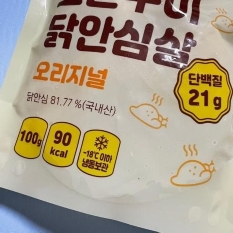 닭안심살
오리지널
단백질
21g
닭안심 81.77%(국내산)
100g
90
kcal
-18℃ 이하
냉동보관